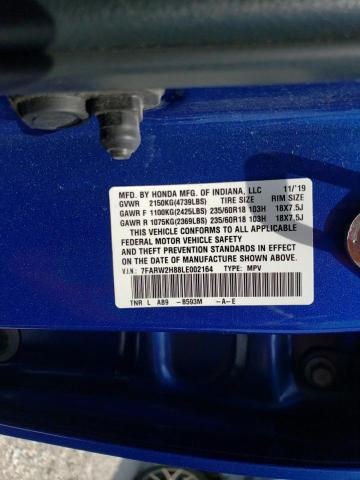 MFD. BY HONDA MFG. OF INDIANA, LLC 11/'19
GVWR 2150KG(4739LBS) TIRE SIZE RIM SIZE
GAWR F 1100KG(2425LBS) 235/60R18 103H 18X7.5J
GAWR R 1075KG(2369LBS) 235/60R18 103H 18X7.5J
THIS VEHICLE CONFORMS TO ALL APPLICABLE
FEDERAL MOTOR VEHICLE SAFETY
AND THEFT PREVENTION STANDARDS IN EFFECT
ON THE DATE OF MANUFACTURE SHOWN ABOVE.
V.I.N.: 7FARW2H88LE002164 TYPE: MPV
TNR L AB9 -B593M -A-E